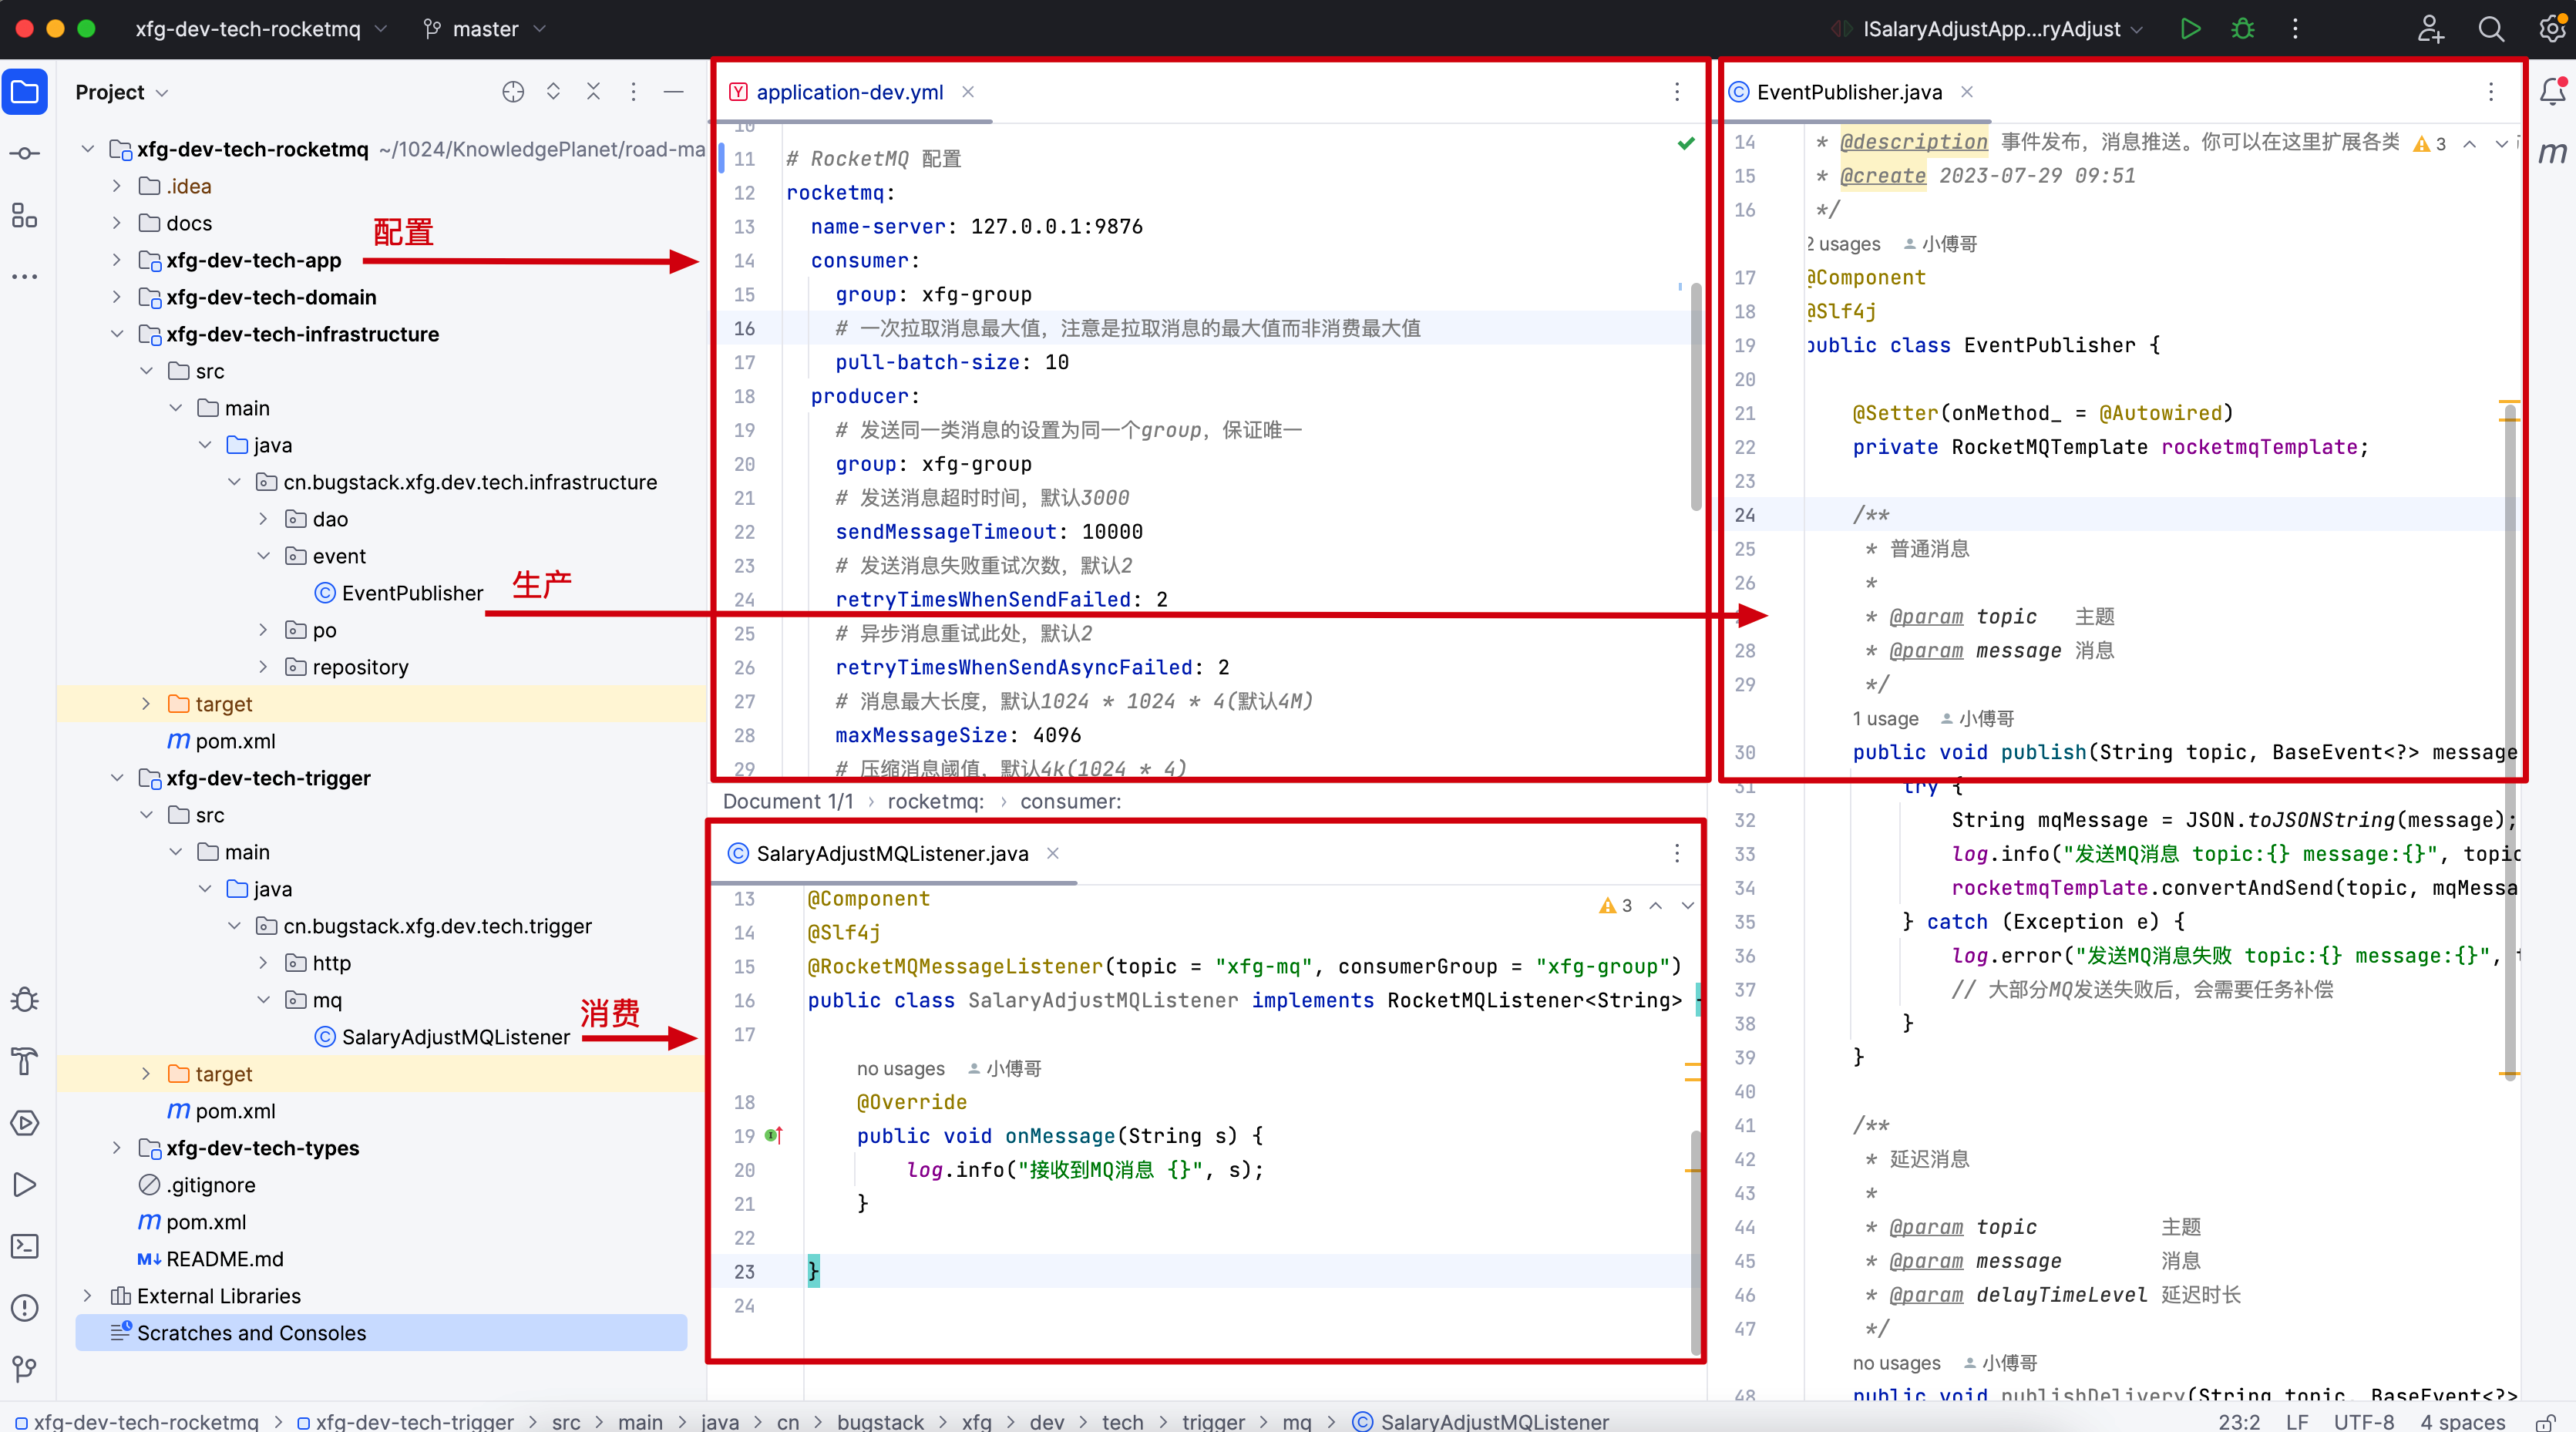 xfg-dev-tech-rocketmq
master
ISalaryAdjustApp...ryAdjust
Project
xfg-dev-tech-rocketmq ~/1024/KnowledgePlanet/road-ma
.idea
docs
配置
xfg-dev-tech-app
xfg-dev-tech-domain
xfg-dev-tech-infrastructure
src
main
java
cn.bugstack.xfg.dev.tech.infrastructure
dao
event
EventPublisher
生产
po
repository
target
pom.xml
xfg-dev-tech-trigger
src
main
java
cn.bugstack.xfg.dev.tech.trigger
http
mq
消费
SalaryAdjustMQListener
target
pom.xml
xfg-dev-tech-types
.gitignore
pom.xml
README.md
External Libraries
Scratches and Consoles
application-dev.yml
10
11 # RocketMQ 配置
12 rocketmq:
13 name-server: 127.0.0.1:9876
14 consumer:
15 group: xfg-group
16 # 一次拉取消息最大值，注意是拉取消息的最大值而非消费最大值
17 pull-batch-size: 10
18 producer:
19 # 发送同一类消息的设置为同一个group，保证唯一
20 group: xfg-group
21 # 发送消息超时时间，默认3000
22 sendMessageTimeout: 10000
23 # 发送消息失败重试次数，默认2
24 retryTimesWhenSendFailed: 2
25 # 异步消息重试此处，默认2
26 retryTimesWhenSendAsyncFailed: 2
27 # 消息最大长度，默认1024 * 1024 * 4(默认4M)
28 maxMessageSize: 4096
29 # 压缩消息阈值，默认4k(1024 * 4)
Document 1/1 › rocketmq: › consumer:
SalaryAdjustMQListener.java
3
13 @Component
14 @Slf4j
15 @RocketMQMessageListener(topic = "xfg-mq", consumerGroup = "xfg-group")
16 public class SalaryAdjustMQListener implements RocketMQListener<String> {
17
no usages 小傅哥
18 @Override
19 public void onMessage(String s) {
20 log.info("接收到MQ消息 {}", s);
21 }
22
23 }
24
EventPublisher.java
14 * @description 事件发布，消息推送。你可以在这里扩展各类
3
15 * @create 2023-07-29 09:51
16 */
2 usages 小傅哥
17 @Component
18 @Slf4j
19 public class EventPublisher {
20
21 @Setter(onMethod_ = @Autowired)
22 private RocketMQTemplate rocketmqTemplate;
23
24 /**
25 * 普通消息
26 *
* @param topic 主题
28 * @param message 消息
29 */
1 usage 小傅哥
30 public void publish(String topic, BaseEvent<?> message
31 try {
32 String mqMessage = JSON.toJSONString(message);
33 log.info("发送MQ消息 topic:{} message:{}", topic
34 rocketmqTemplate.convertAndSend(topic, mqMessa
35 } catch (Exception e) {
36 log.error("发送MQ消息失败 topic:{} message:{}", t
37 // 大部分MQ发送失败后，会需要任务补偿
38 }
39 }
40
41 /**
42 * 延迟消息
43 *
44 * @param topic 主题
45 * @param message 消息
46 * @param delayTimeLevel 延迟时长
47 */
no usages 小傅哥
48 public void publishDelivery(String topic, BaseEvent<?>
xfg-dev-tech-rocketmq > xfg-dev-tech-trigger > src > main > java > cn > bugstack > xfg > dev > tech > trigger > mq > SalaryAdjustMQListener
23:2 LF UTF-8 4 spaces